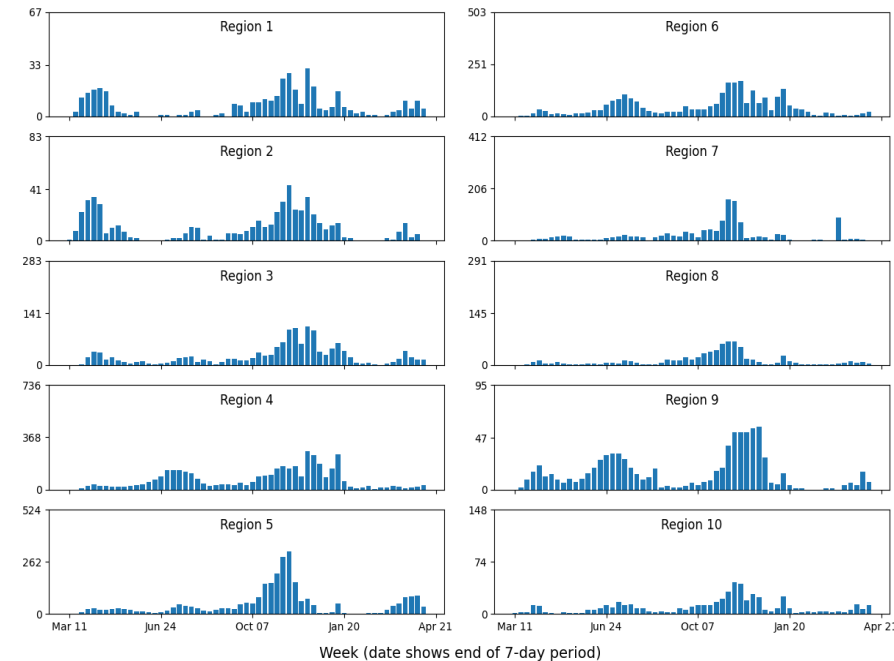 67
33
0
Region 1
503
251
0
Region 6
83
41
0
Region 2
412
206
0
Region 7
283
141
0
Region 3
291
145
0
Region 8
736
368
0
Region 4
95
47
0
Region 9
524
262
0
Region 5
148
74
0
Region 10
Mar 11 Jun 24 Oct 07 Jan 20 Apr 21
Mar 11 Jun 24 Oct 07 Jan 20 Apr 21
Week (date shows end of 7-day period)